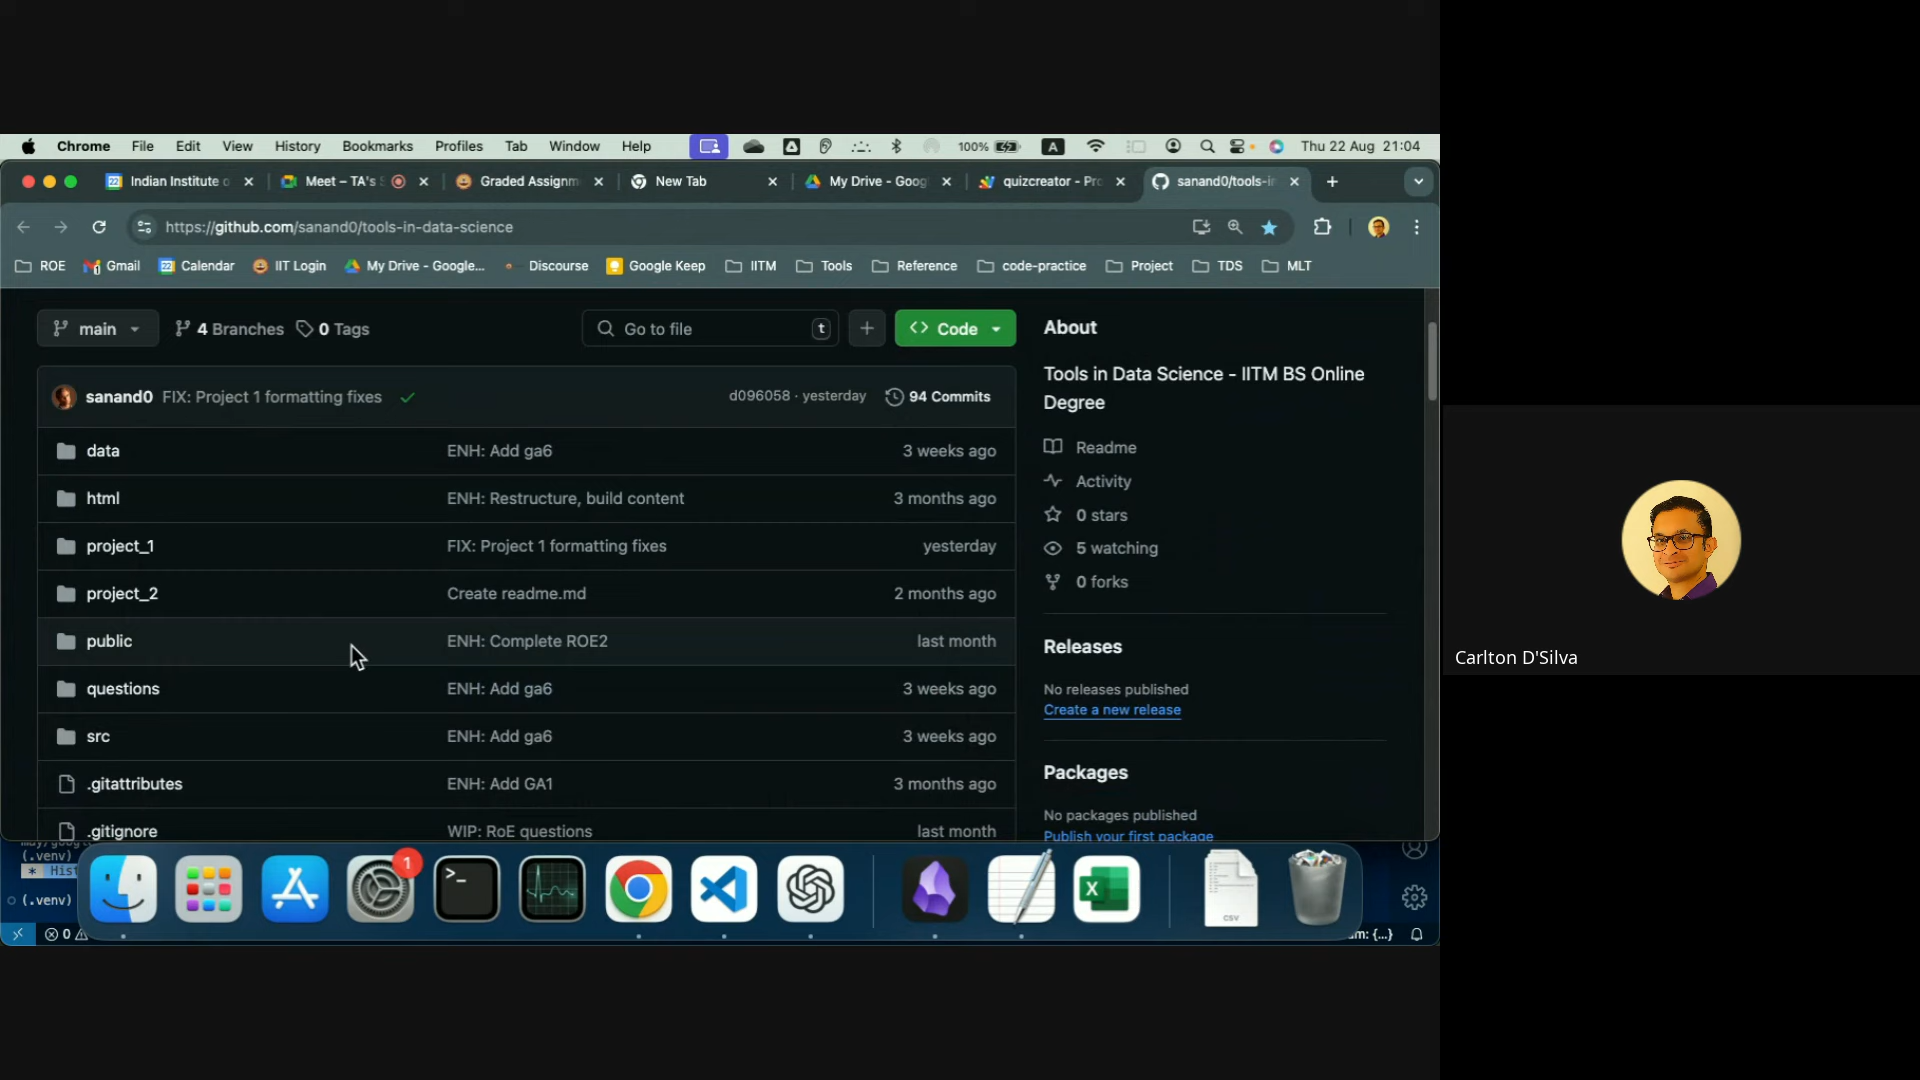 Chrome File Edit View History Bookmarks Profiles Tab Window Help 100% A Thu 22 Aug 21:04
Indian Institute o Meet – TA's Graded Assignm New Tab My Drive – Goog quizcreator - Pro sanand0/tools-in
https://github.com/sanand0/tools-in-data-science
ROE Gmail Calendar IIT Login My Drive - Google... Discourse Google Keep IITM Tools Reference code-practice Project TDS MLT
main 4 Branches 0 Tags Go to file t Code
About
Tools in Data Science - IITM BS Online
Degree
sanand0 FIX: Project 1 formatting fixes d096058 · yesterday 94 Commits
data ENH: Add ga6 3 weeks ago
Readme
html ENH: Restructure, build content 3 months ago
Activity
0 stars
project_1 FIX: Project 1 formatting fixes yesterday
5 watching
project_2 Create readme.md 2 months ago
0 forks
public ENH: Complete ROE2 last month
Releases
questions ENH: Add ga6 3 weeks ago
No releases published
Create a new release
src ENH: Add ga6 3 weeks ago
Packages
.gitattributes ENH: Add GA1 3 months ago
No packages published
.gitignore WIP: RoE questions last month
Publish your first package
(.venv)
* Hist
(.venv)
1
CSV
0
Carlton D'Silva